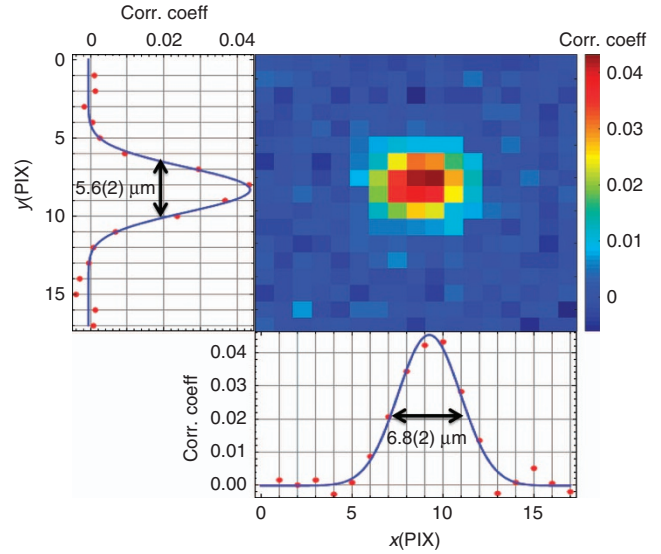 Corr. coeff
0 0.020 0.04
0
5
10
15
y(PIX)
5.6(2) μm
Corr. coeff
0.04
0.03
0.02
0.01
0
0.04
0.03
0.02
0.01
0.00
Corr. coeff
6.8(2) μm
0 5 10 15
x(PIX)